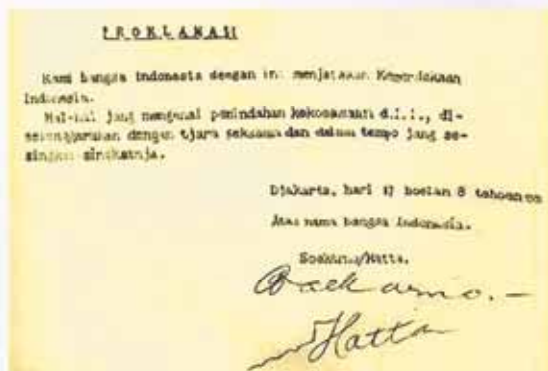 PROKLAMASI
Kami bangsa Indonesia dengan ini menjatakan Kemerdekaan
Indonesia.
Hal-hal jang mengenai pemindahan kekoeasaan d.l.l., di-
selenggarakan dengan tjara seksama dan dalam tempo jang se-
singkat-singkatnja.
Djakarta, hari 17 boelan 8 tahoen 05
Atas nama bangsa Indonesia.
Soekarno/Hatta.
Soekarno.-
Hatta